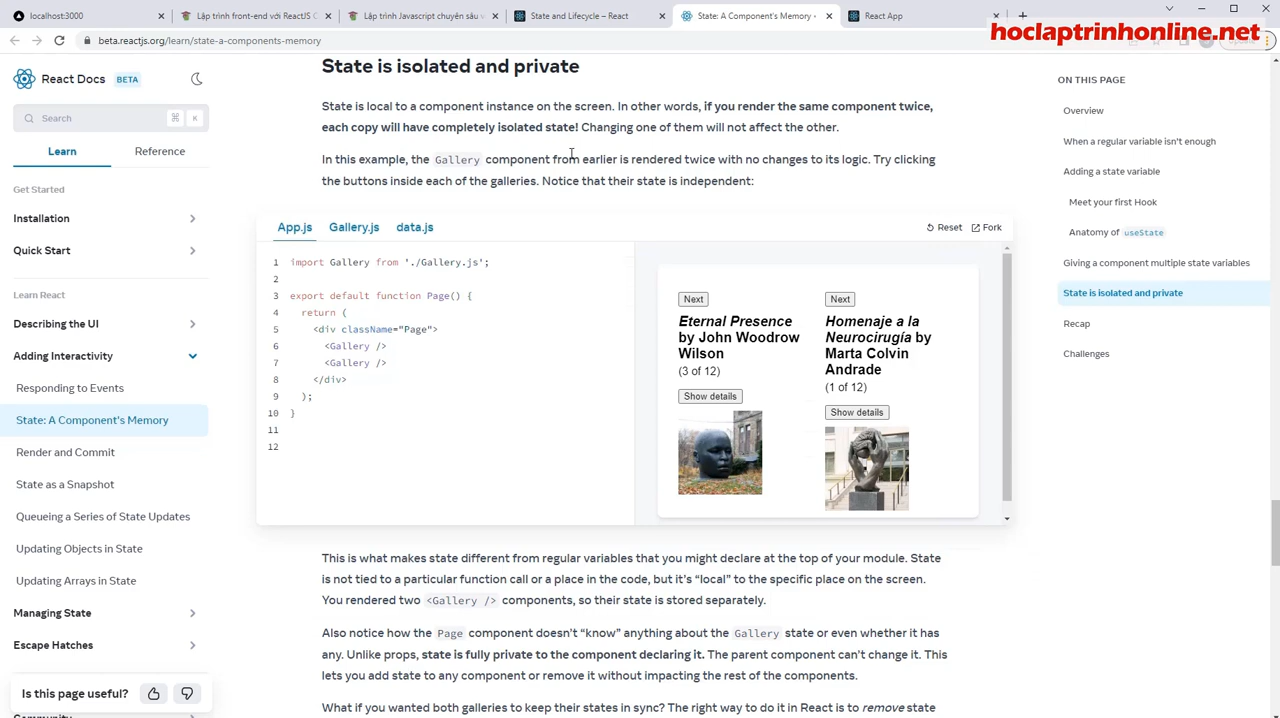 localhost:3000
Lập trình front-end với ReactJS C
Lập trình Javascript chuyên sâu v
State and Lifecycle – React
State: A Component's Memory
React App
hoclaptrinhonline.net
beta.reactjs.org/learn/state-a-components-memory
React Docs BETA
Search ⌘ K
Learn Reference
Get Started
Installation
Quick Start
Learn React
Describing the UI
Adding Interactivity
Responding to Events
State: A Component's Memory
Render and Commit
State as a Snapshot
Queueing a Series of State Updates
Updating Objects in State
Updating Arrays in State
Managing State
Escape Hatches
Is this page useful?
State is isolated and private
State is local to a component instance on the screen. In other words, if you render the same component twice,
each copy will have completely isolated state! Changing one of them will not affect the other.
In this example, the Gallery component from earlier is rendered twice with no changes to its logic. Try clicking
the buttons inside each of the galleries. Notice that their state is independent:
App.js Gallery.js data.js
Reset Fork
1 import Gallery from './Gallery.js';
2
3 export default function Page() {
4 return (
5 <div className="Page">
6 <Gallery />
7 <Gallery />
8 </div>
9 );
10 }
11
12
Next
Eternal Presence
by John Woodrow
Wilson
(3 of 12)
Show details
Next
Homenaje a la
Neurocirugía by
Marta Colvin
Andrade
(1 of 12)
Show details
This is what makes state different from regular variables that you might declare at the top of your module. State
is not tied to a particular function call or a place in the code, but it's “local” to the specific place on the screen.
You rendered two <Gallery /> components, so their state is stored separately.
Also notice how the Page component doesn't “know” anything about the Gallery state or even whether it has
any. Unlike props, state is fully private to the component declaring it. The parent component can't change it. This
lets you add state to any component or remove it without impacting the rest of the components.
What if you wanted both galleries to keep their states in sync? The right way to do it in React is to remove state
ON THIS PAGE
Overview
When a regular variable isn't enough
Adding a state variable
Meet your first Hook
Anatomy of useState
Giving a component multiple state variables
State is isolated and private
Recap
Challenges